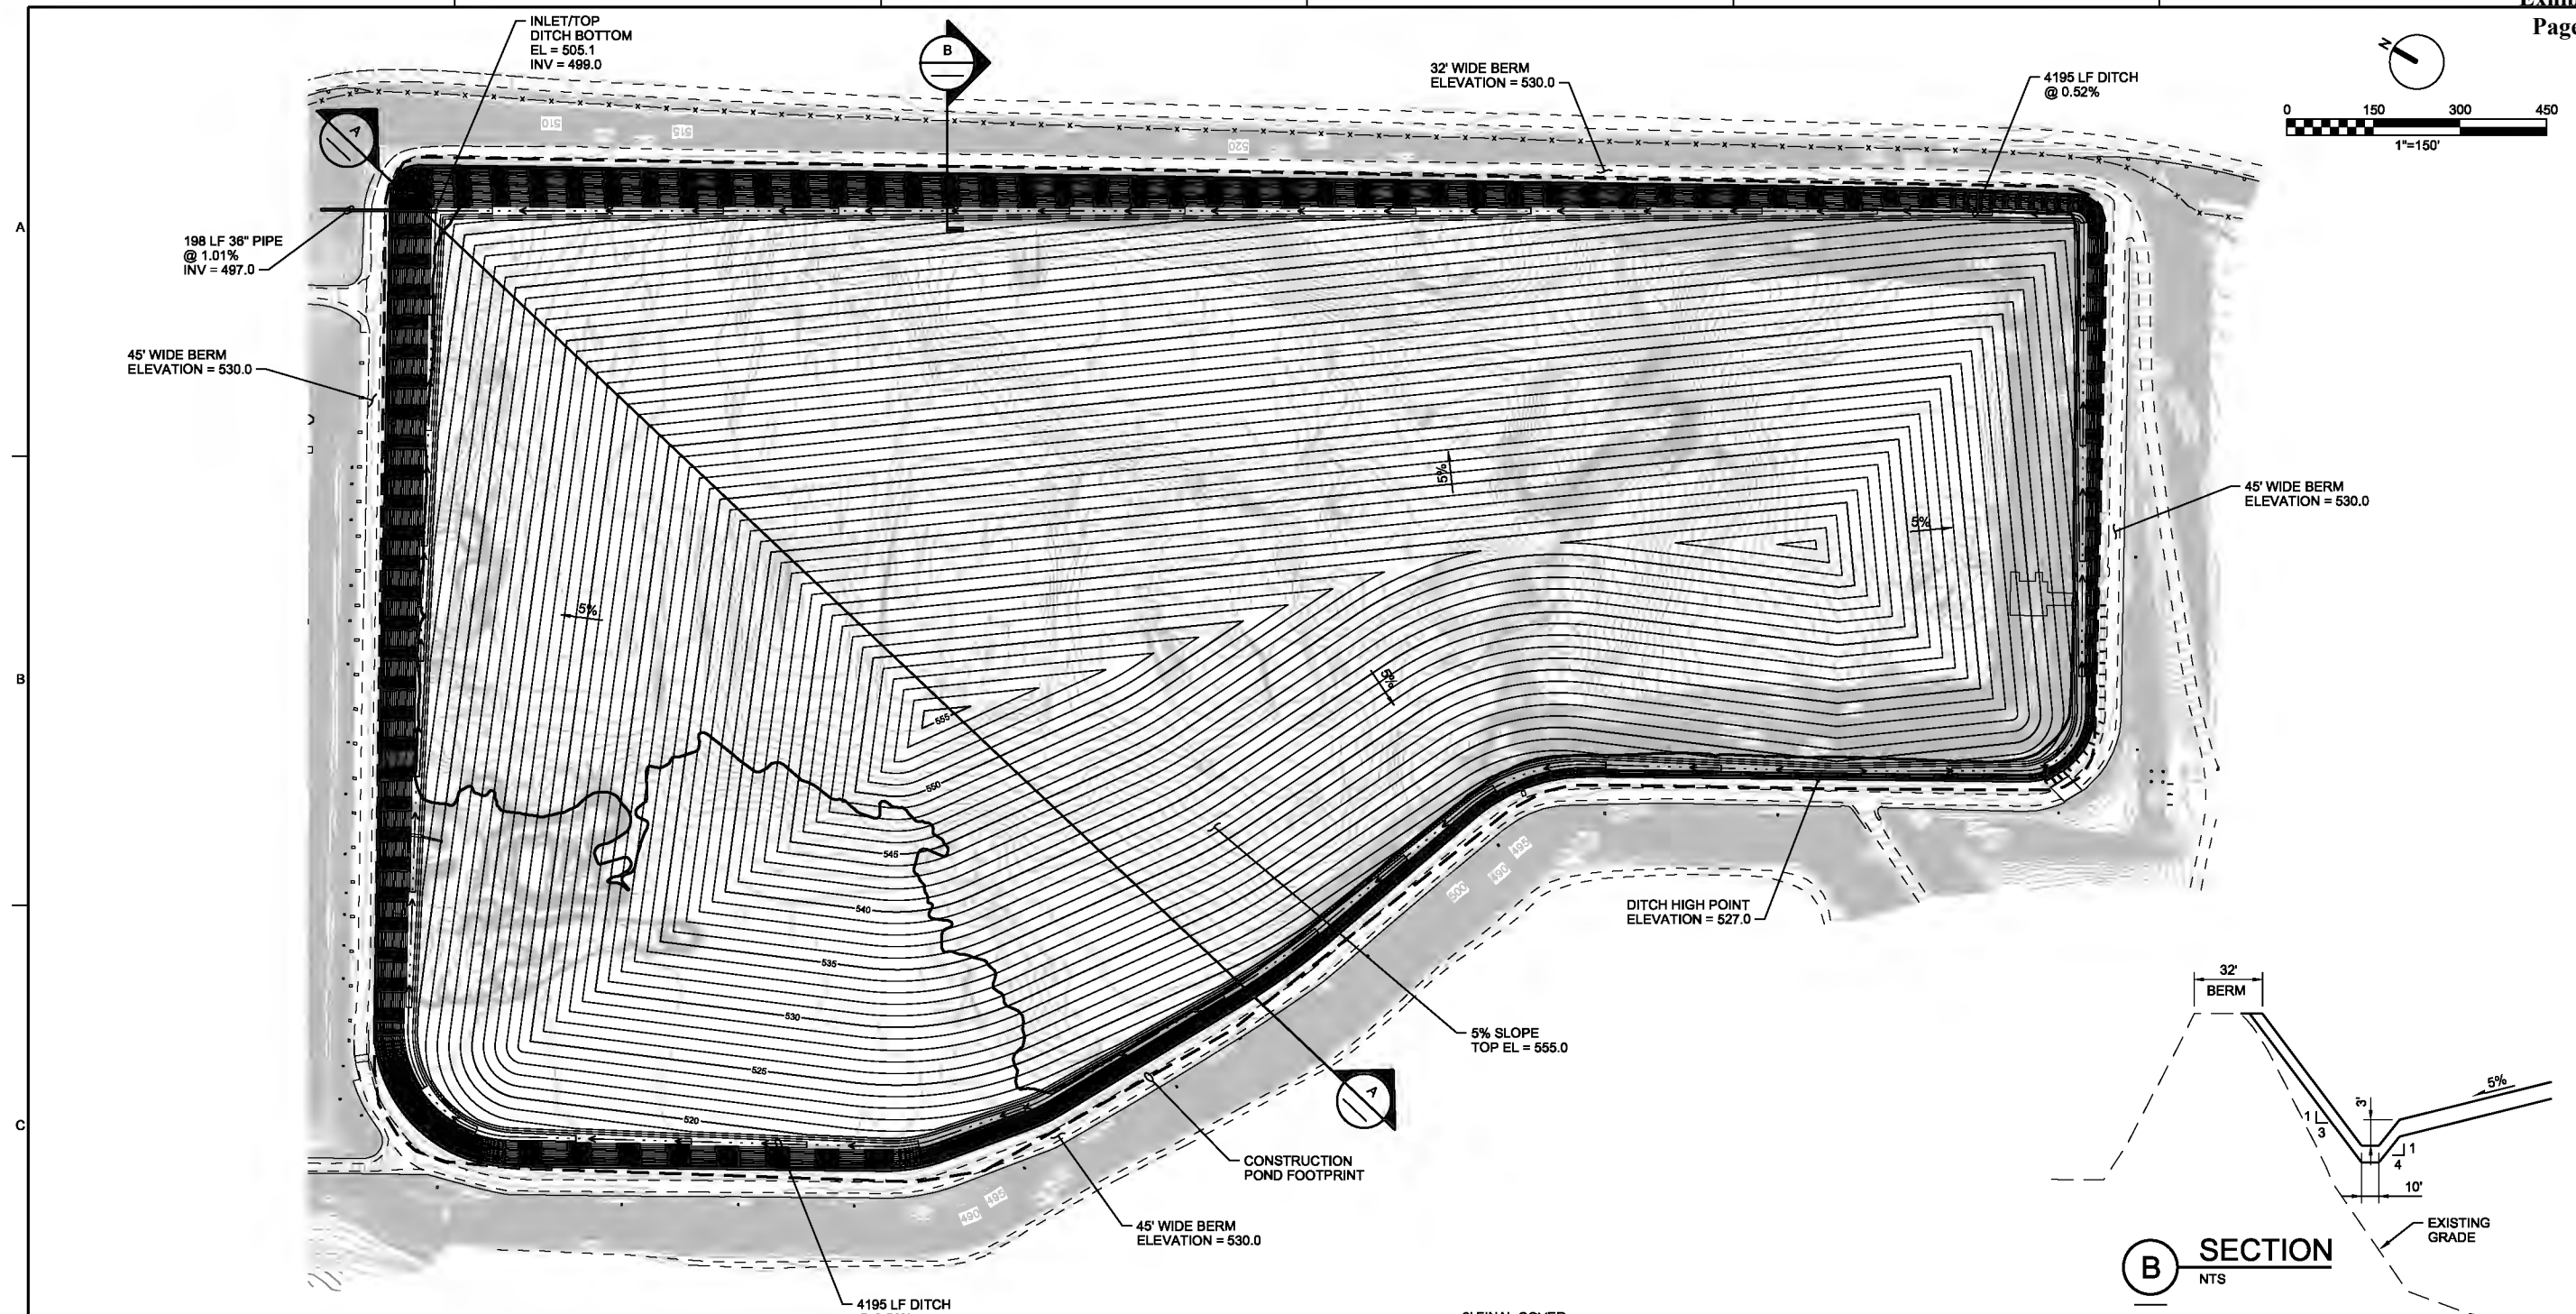 Page
INLET/TOP
DITCH BOTTOM
EL = 505.1
INV = 499.0
B
32' WIDE BERM
ELEVATION = 530.0
4195 LF DITCH
@ 0.52%
N
0 150 300 450
1"=150'
A
510
515
520
A
198 LF 36" PIPE
@ 1.01%
INV = 497.0
45' WIDE BERM
ELEVATION = 530.0
5%
5%
45' WIDE BERM
ELEVATION = 530.0
5%
B
5%
555
550
545
540
535
530
525
520
495
490
500
DITCH HIGH POINT
ELEVATION = 527.0
5% SLOPE
TOP EL = 555.0
A
C
CONSTRUCTION
POND FOOTPRINT
495
490
45' WIDE BERM
ELEVATION = 530.0
4195 LF DITCH
32'
BERM
5%
3'
1
3
1
4
10'
EXISTING
GRADE
B SECTION
NTS